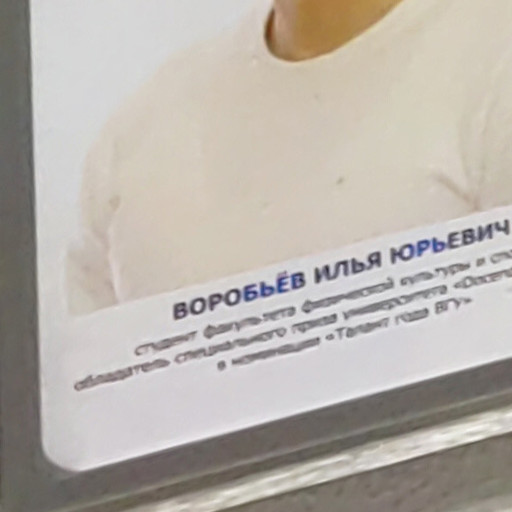 ВОРОБЬЁВ ИЛЬЯ ЮРЬЕВИЧ
студент факультета физической культуры и
обладатель специального приза университета
в номинации «Талант года ВГУ»